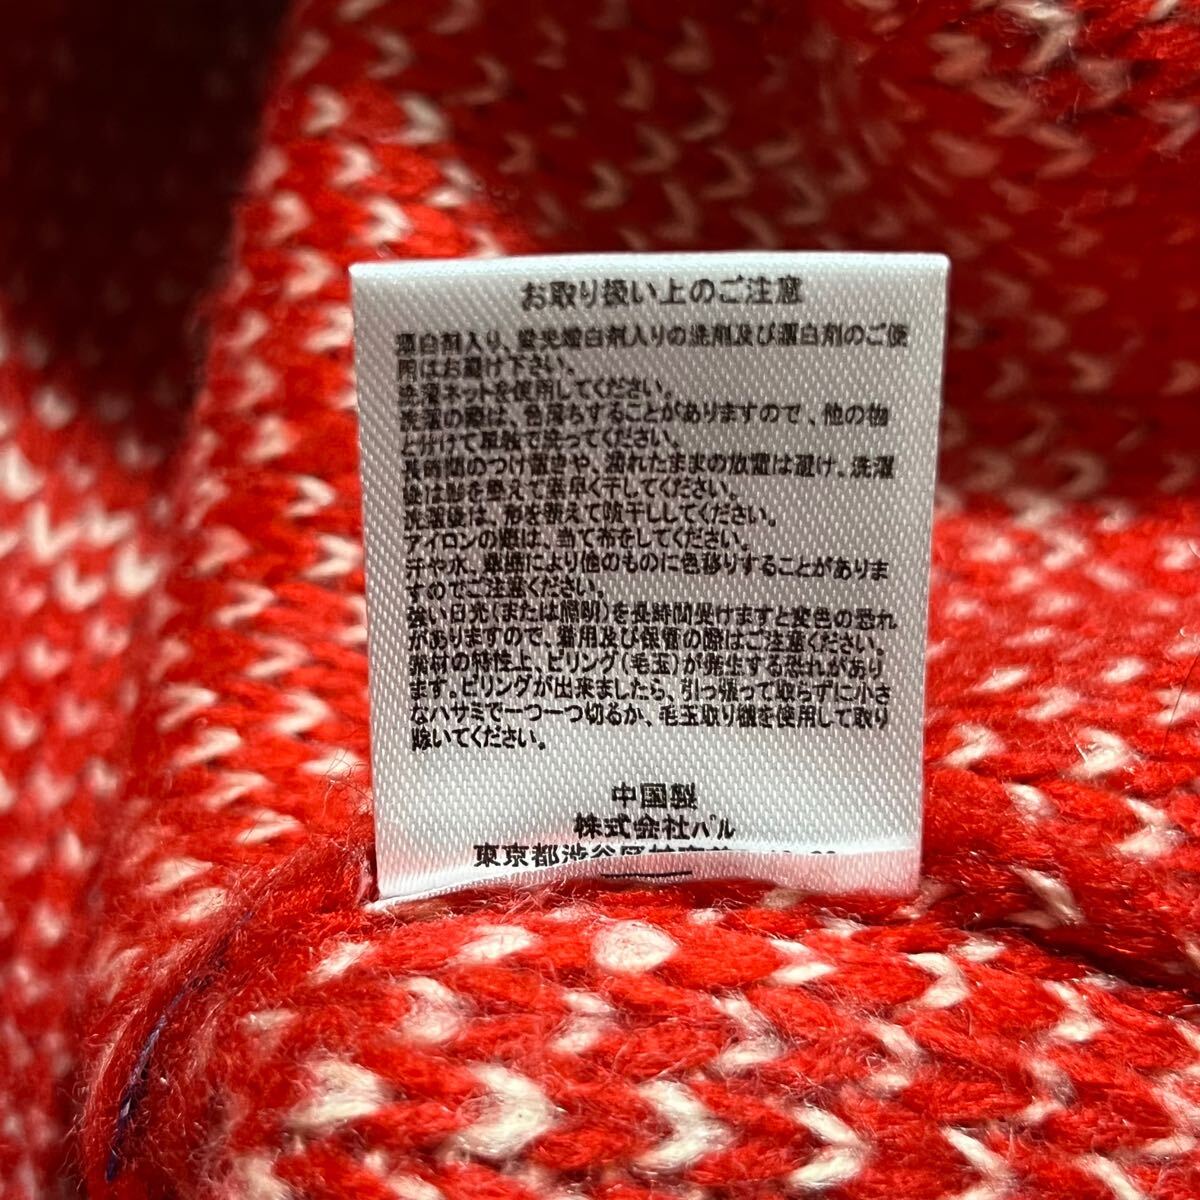 お取り扱い上のご注意
漂白剤入り、蛍光増白剤入りの洗剤及び漂白剤のご使
用はお避け下さい。
洗濯ネットを使用してください。
洗濯の際は、色落ちすることがありますので、他の物
と分けて単独で洗ってください。
長時間のつけ置きや、濡れたままの放置は避け、洗濯
後は形を整えて素早く干してください。
洗濯後は、形を整えて陰干ししてください。
アイロンの際は、当て布をしてください。
汗や水、摩擦により他のものに色移りすることがありま
すのでご注意ください。
強い日光(または照明)を長時間受けますと変色の恐れ
がありますので、着用及び保管の際はご注意ください。
素材の特性上、ピリング(毛玉)が発生する恐れがあり
ます。ピリングが出来ましたら、引っ張って取らずに小さ
なハサミで一つ一つ切るか、毛玉取り機を使用して取り
除いてください。
中国製
株式会社パル
東京都渋谷区神宮前